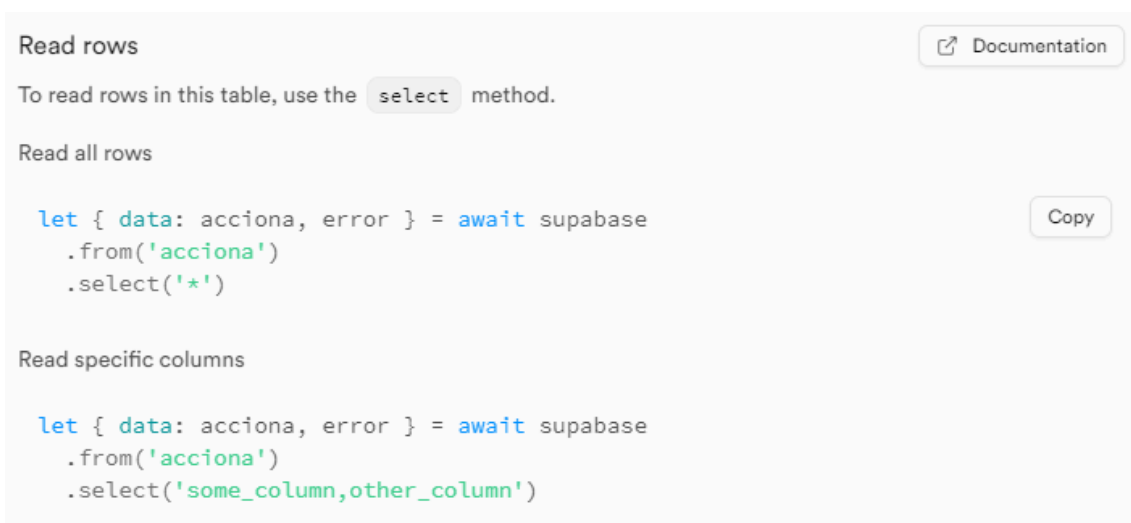 Read rows
Documentation
To read rows in this table, use the select method.
Read all rows
let { data: acciona, error } = await supabase
Copy
.from('acciona')
.select('*')
Read specific columns
let { data: acciona, error } = await supabase
.from('acciona')
.select('some_column,other_column')